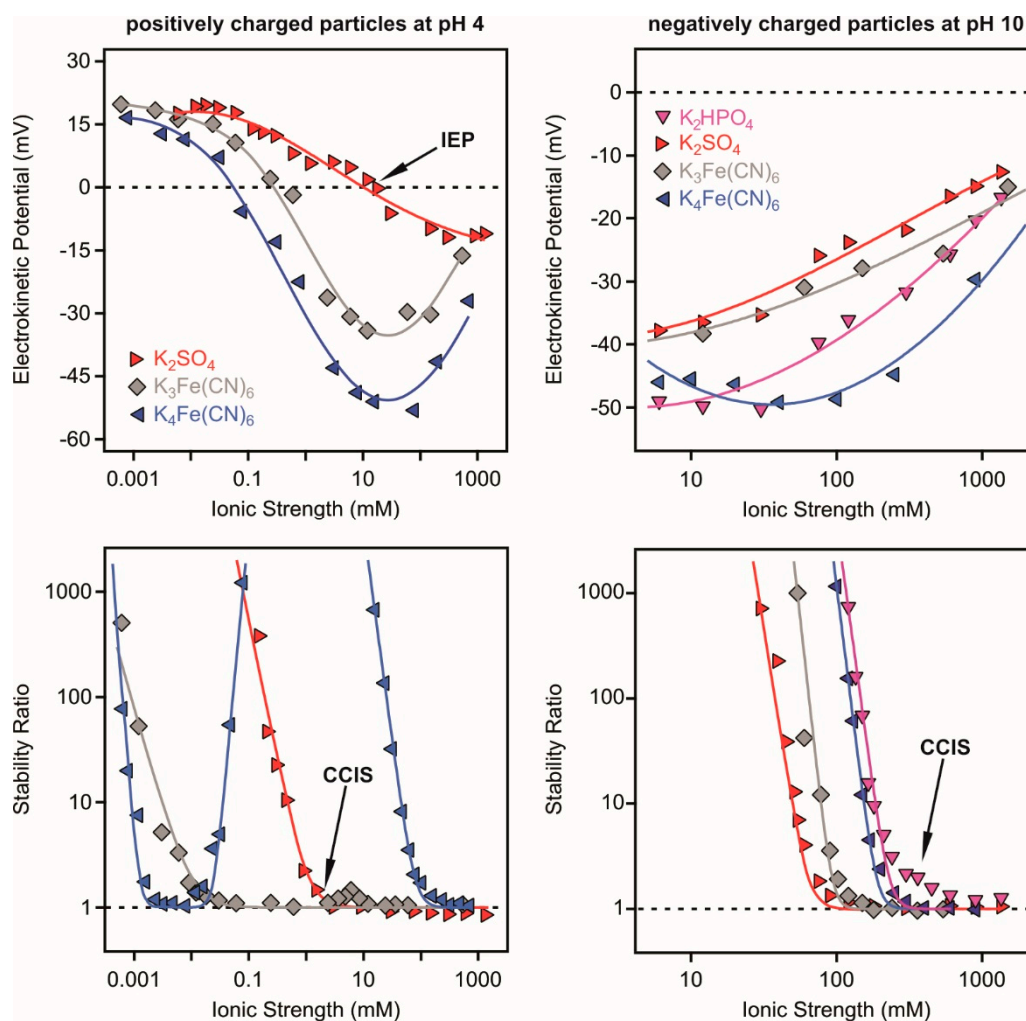 positively charged particles at pH 4
negatively charged particles at pH 10
Electrokinetic Potential (mV)
30
15
0
-15
-30
-45
-60
IEP
K₂SO₄
K₃Fe(CN)₆
K₄Fe(CN)₆
0.001
0.1
10
1000
Ionic Strength (mM)
Electrokinetic Potential (mV)
0
-10
-20
-30
-40
-50
K₂HPO₄
K₂SO₄
K₃Fe(CN)₆
K₄Fe(CN)₆
10
100
1000
Ionic Strength (mM)
Stability Ratio
1000
100
10
1
CCIS
0.001
0.1
10
1000
Ionic Strength (mM)
Stability Ratio
1000
100
10
1
CCIS
10
100
1000
Ionic Strength (mM)